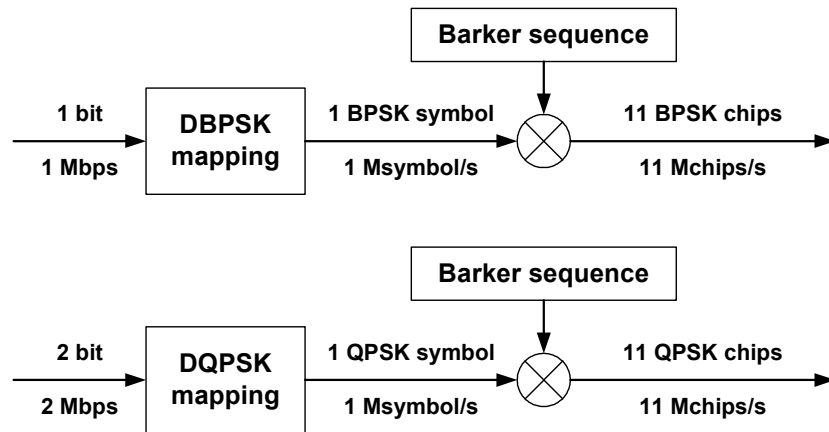 Barker sequence
1 bit
1 Mbps
DBPSK
mapping
1 BPSK symbol
1 Msymbol/s
11 BPSK chips
11 Mchips/s
Barker sequence
2 bit
2 Mbps
DQPSK
mapping
1 QPSK symbol
1 Msymbol/s
11 QPSK chips
11 Mchips/s